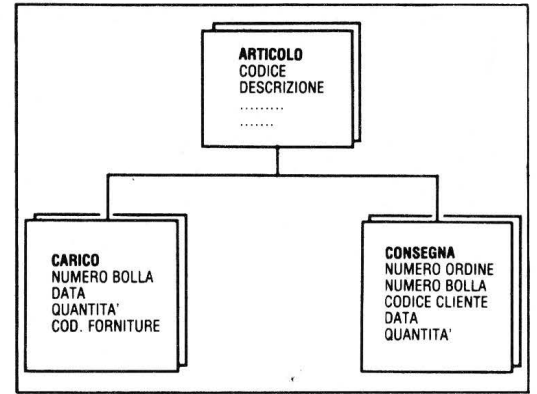 ARTICOLO
CODICE
DESCRIZIONE
.........
.......
CARICO
NUMERO BOLLA
DATA
QUANTITA'
COD. FORNITURE
CONSEGNA
NUMERO ORDINE
NUMERO BOLLA
CODICE CLIENTE
DATA
QUANTITA'